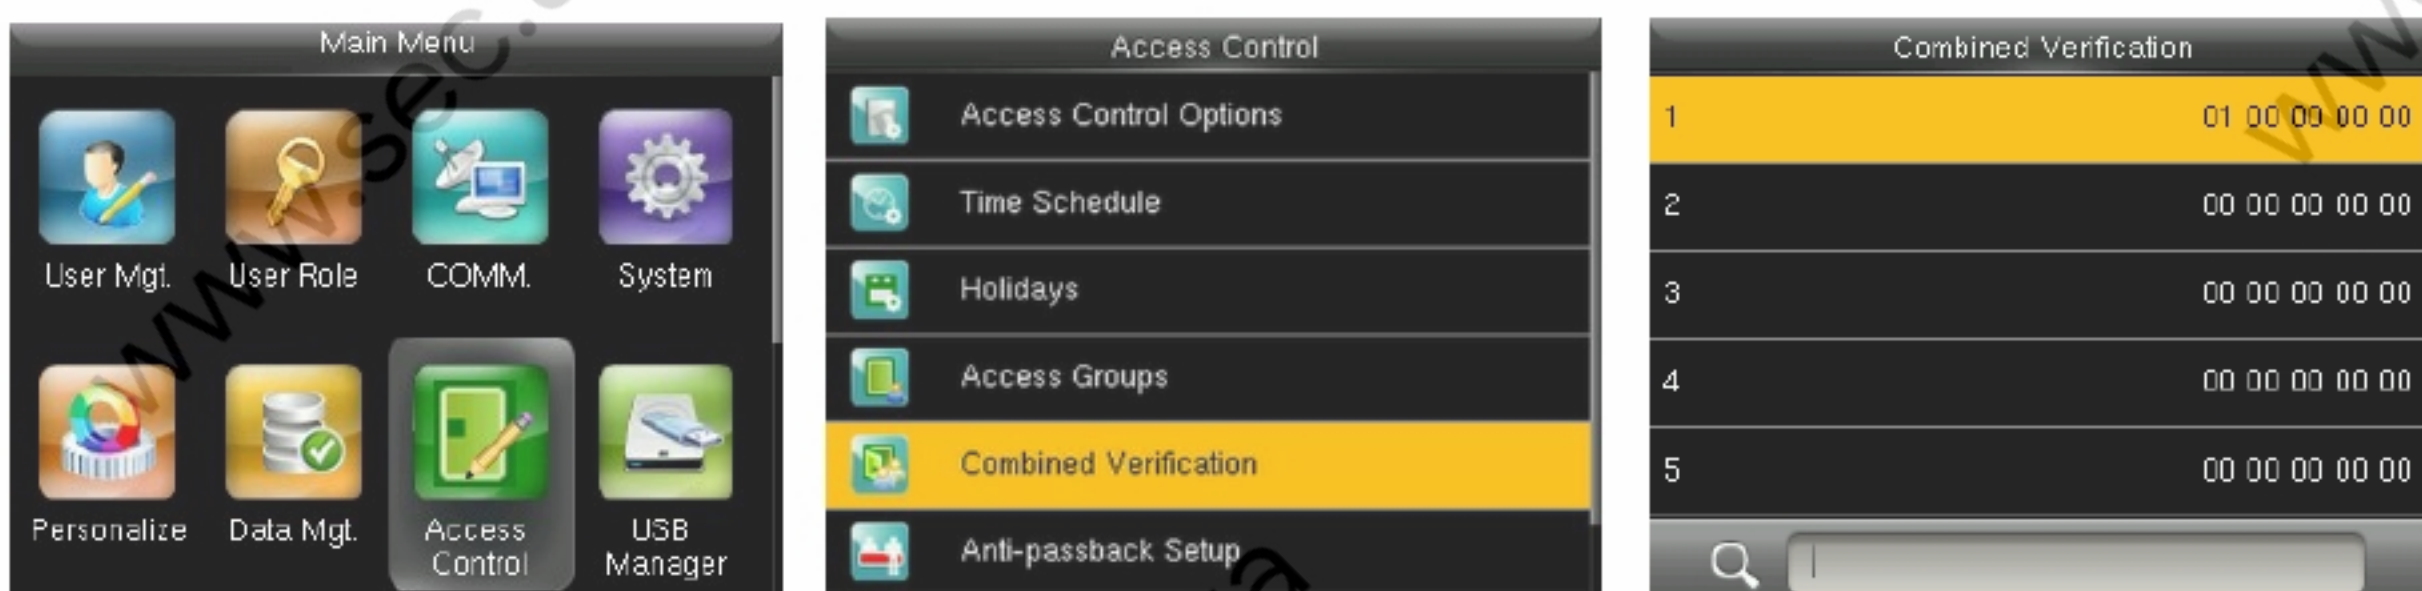 Main Menu
User Mgt. User Role COMM. System
Personalize Data Mgt. Access Control USB Manager
Access Control
Access Control Options
Time Schedule
Holidays
Access Groups
Combined Verification
Anti-passback Setup
Combined Verification
1 01 00 00 00 00
2 00 00 00 00 00
3 00 00 00 00 00
4 00 00 00 00 00
5 00 00 00 00 00
www.sec.